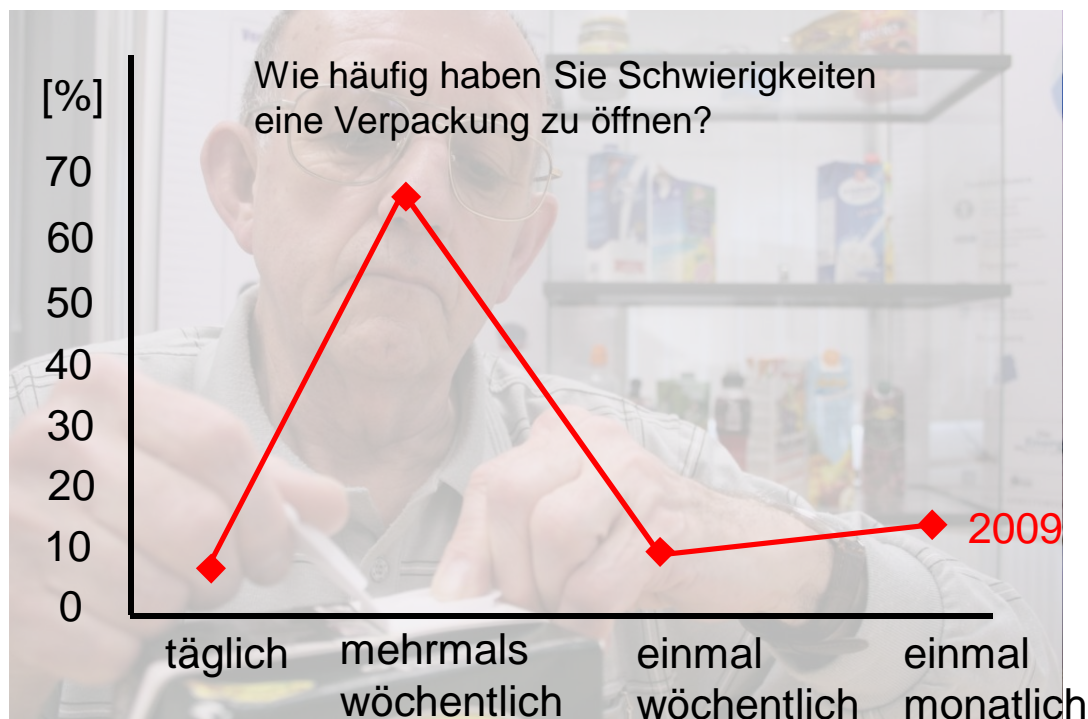 Wie häufig haben Sie Schwierigkeiten
eine Verpackung zu öffnen?
[%]
70
60
50
40
30
20
10
0
2009
täglich
mehrmals
wöchentlich
einmal
wöchentlich
einmal
monatlich